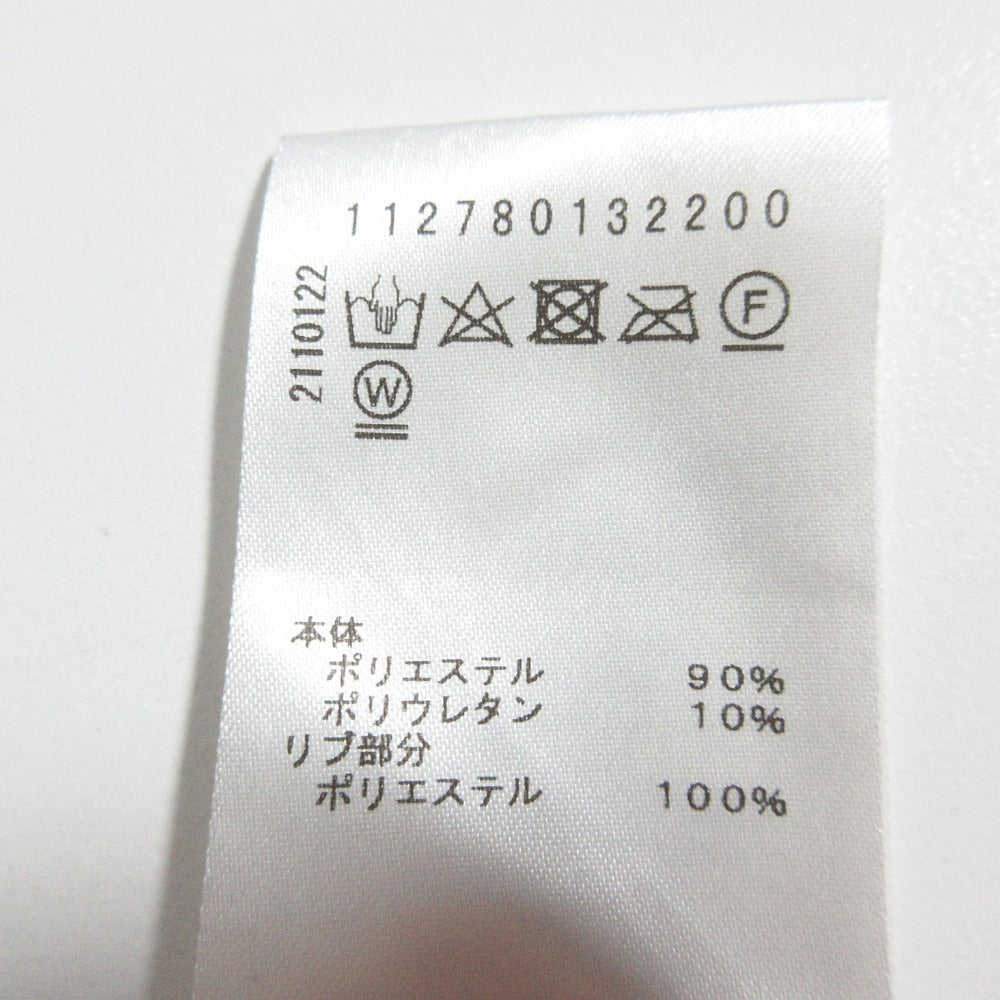 112780132200
2110122
F
W
本体
ポリエステル 90%
ポリウレタン 10%
リブ部分
ポリエステル 100%